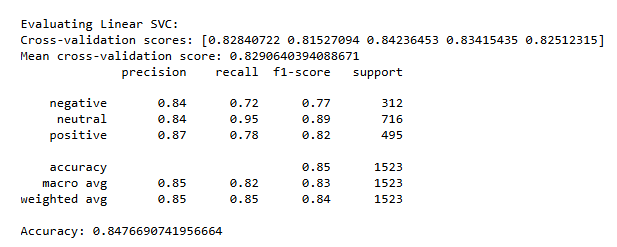 Evaluating Linear SVC:
Cross-validation scores: [0.82840722 0.81527094 0.84236453 0.83415435 0.82512315]
Mean cross-validation score: 0.8290640394088671
precision recall f1-score support
negative 0.84 0.72 0.77 312
neutral 0.84 0.95 0.89 716
positive 0.87 0.78 0.82 495
accuracy 0.85 1523
macro avg 0.85 0.82 0.83 1523
weighted avg 0.85 0.85 0.84 1523
Accuracy: 0.8476690741956664